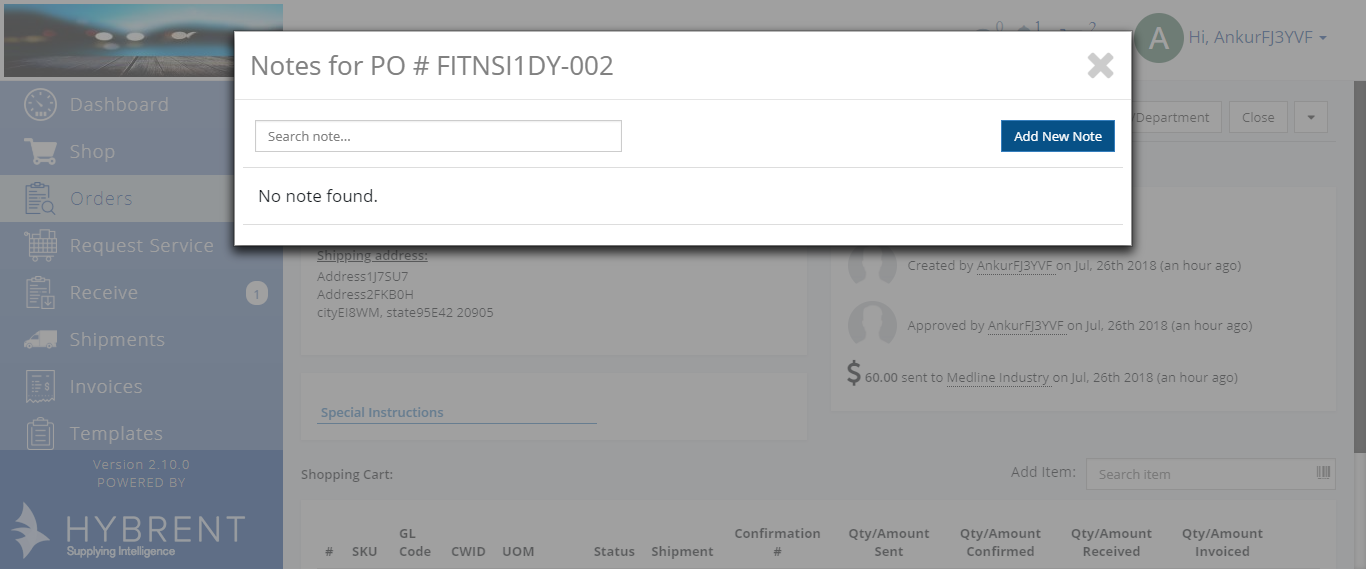 0 1 2
A Hi, AnkurFJ3YVF
Notes for PO # FITNSI1DY-002
Search note...
Add New Note
No note found.
/Department
Close
Dashboard
Shop
Orders
Request Service
Receive 1
Shipments
Invoices
Templates
Version 2.10.0
POWERED BY
HYBRENT
Supplying Intelligence
Shipping address:
Address1J7SU7
Address2FKB0H
cityEI8WM, state95E42 20905
Created by AnkurFJ3YVF on Jul, 26th 2018 (an hour ago)
Approved by AnkurFJ3YVF on Jul, 26th 2018 (an hour ago)
$ 60.00 sent to Medline Industry on Jul, 26th 2018 (an hour ago)
Special Instructions
Shopping Cart:
Add Item: Search item
# SKU GL Code CWID UOM Status Shipment Confirmation # Qty/Amount Sent Qty/Amount Confirmed Qty/Amount Received Qty/Amount Invoiced